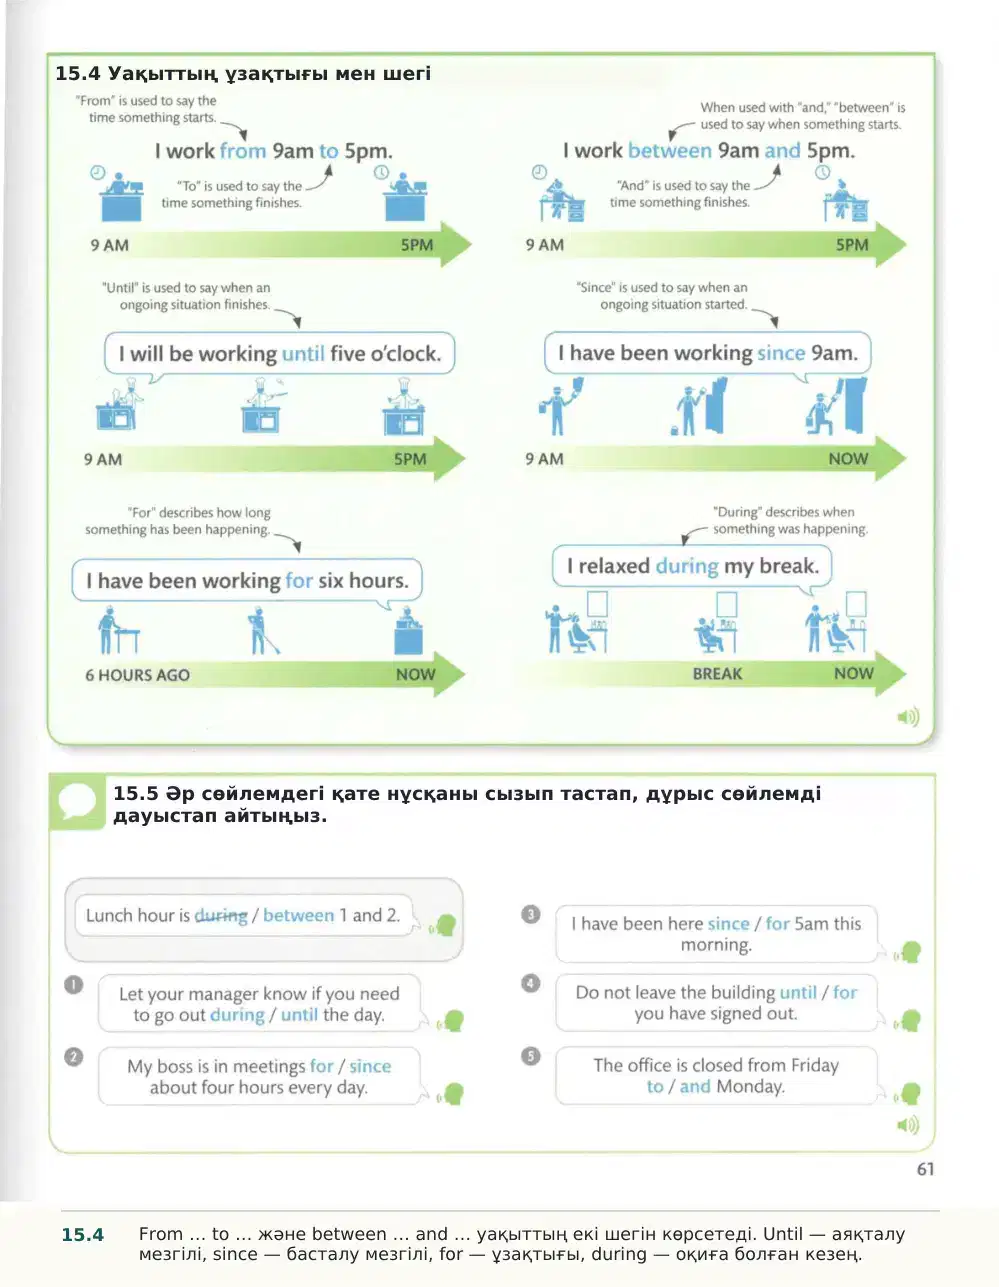 15.4 Уақыттың ұзақтығы мен шегі
"From" is used to say the
time something starts.
I work from 9am to 5pm.
"To" is used to say the
time something finishes.
9 AM
5PM
When used with "and," "between" is
used to say when something starts.
I work between 9am and 5pm.
"And" is used to say the
time something finishes.
9 AM
5PM
"Until" is used to say when an
ongoing situation finishes.
I will be working until five o'clock.
9 AM
5PM
"Since" is used to say when an
ongoing situation started.
I have been working since 9am.
9 AM
NOW
"For" describes how long
something has been happening.
I have been working for six hours.
6 HOURS AGO
NOW
"During" describes when
something was happening.
I relaxed during my break.
BREAK
NOW
15.5 Әр сөйлемдегі қате нұсқаны сызып тастап, дұрыс сөйлемді
дауыстап айтыңыз.
Lunch hour is during / between 1 and 2.
1
Let your manager know if you need
to go out during / until the day.
2
My boss is in meetings for / since
about four hours every day.
3
I have been here since / for 5am this
morning.
4
Do not leave the building until / for
you have signed out.
5
The office is closed from Friday
to / and Monday.
61
15.4
From ... to ... және between ... and ... уақыттың екі шегін көрсетеді. Until — аяқталу
мезгілі, since — басталу мезгілі, for — ұзақтығы, during — оқиға болған кезең.